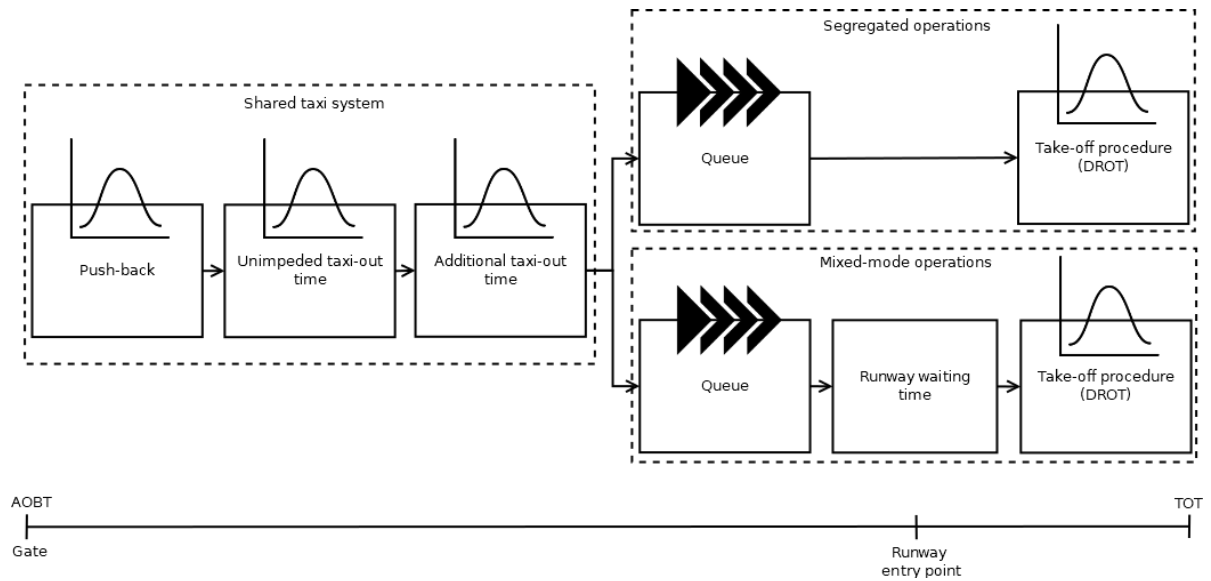 Segregated operations
Shared taxi system
Queue
Take-off procedure
(DROT)
Push-back
Unimpeded taxi-out
time
Additional taxi-out
time
Mixed-mode operations
Queue
Runway waiting
time
Take-off procedure
(DROT)
AOBT
TOT
Gate
Runway
entry point